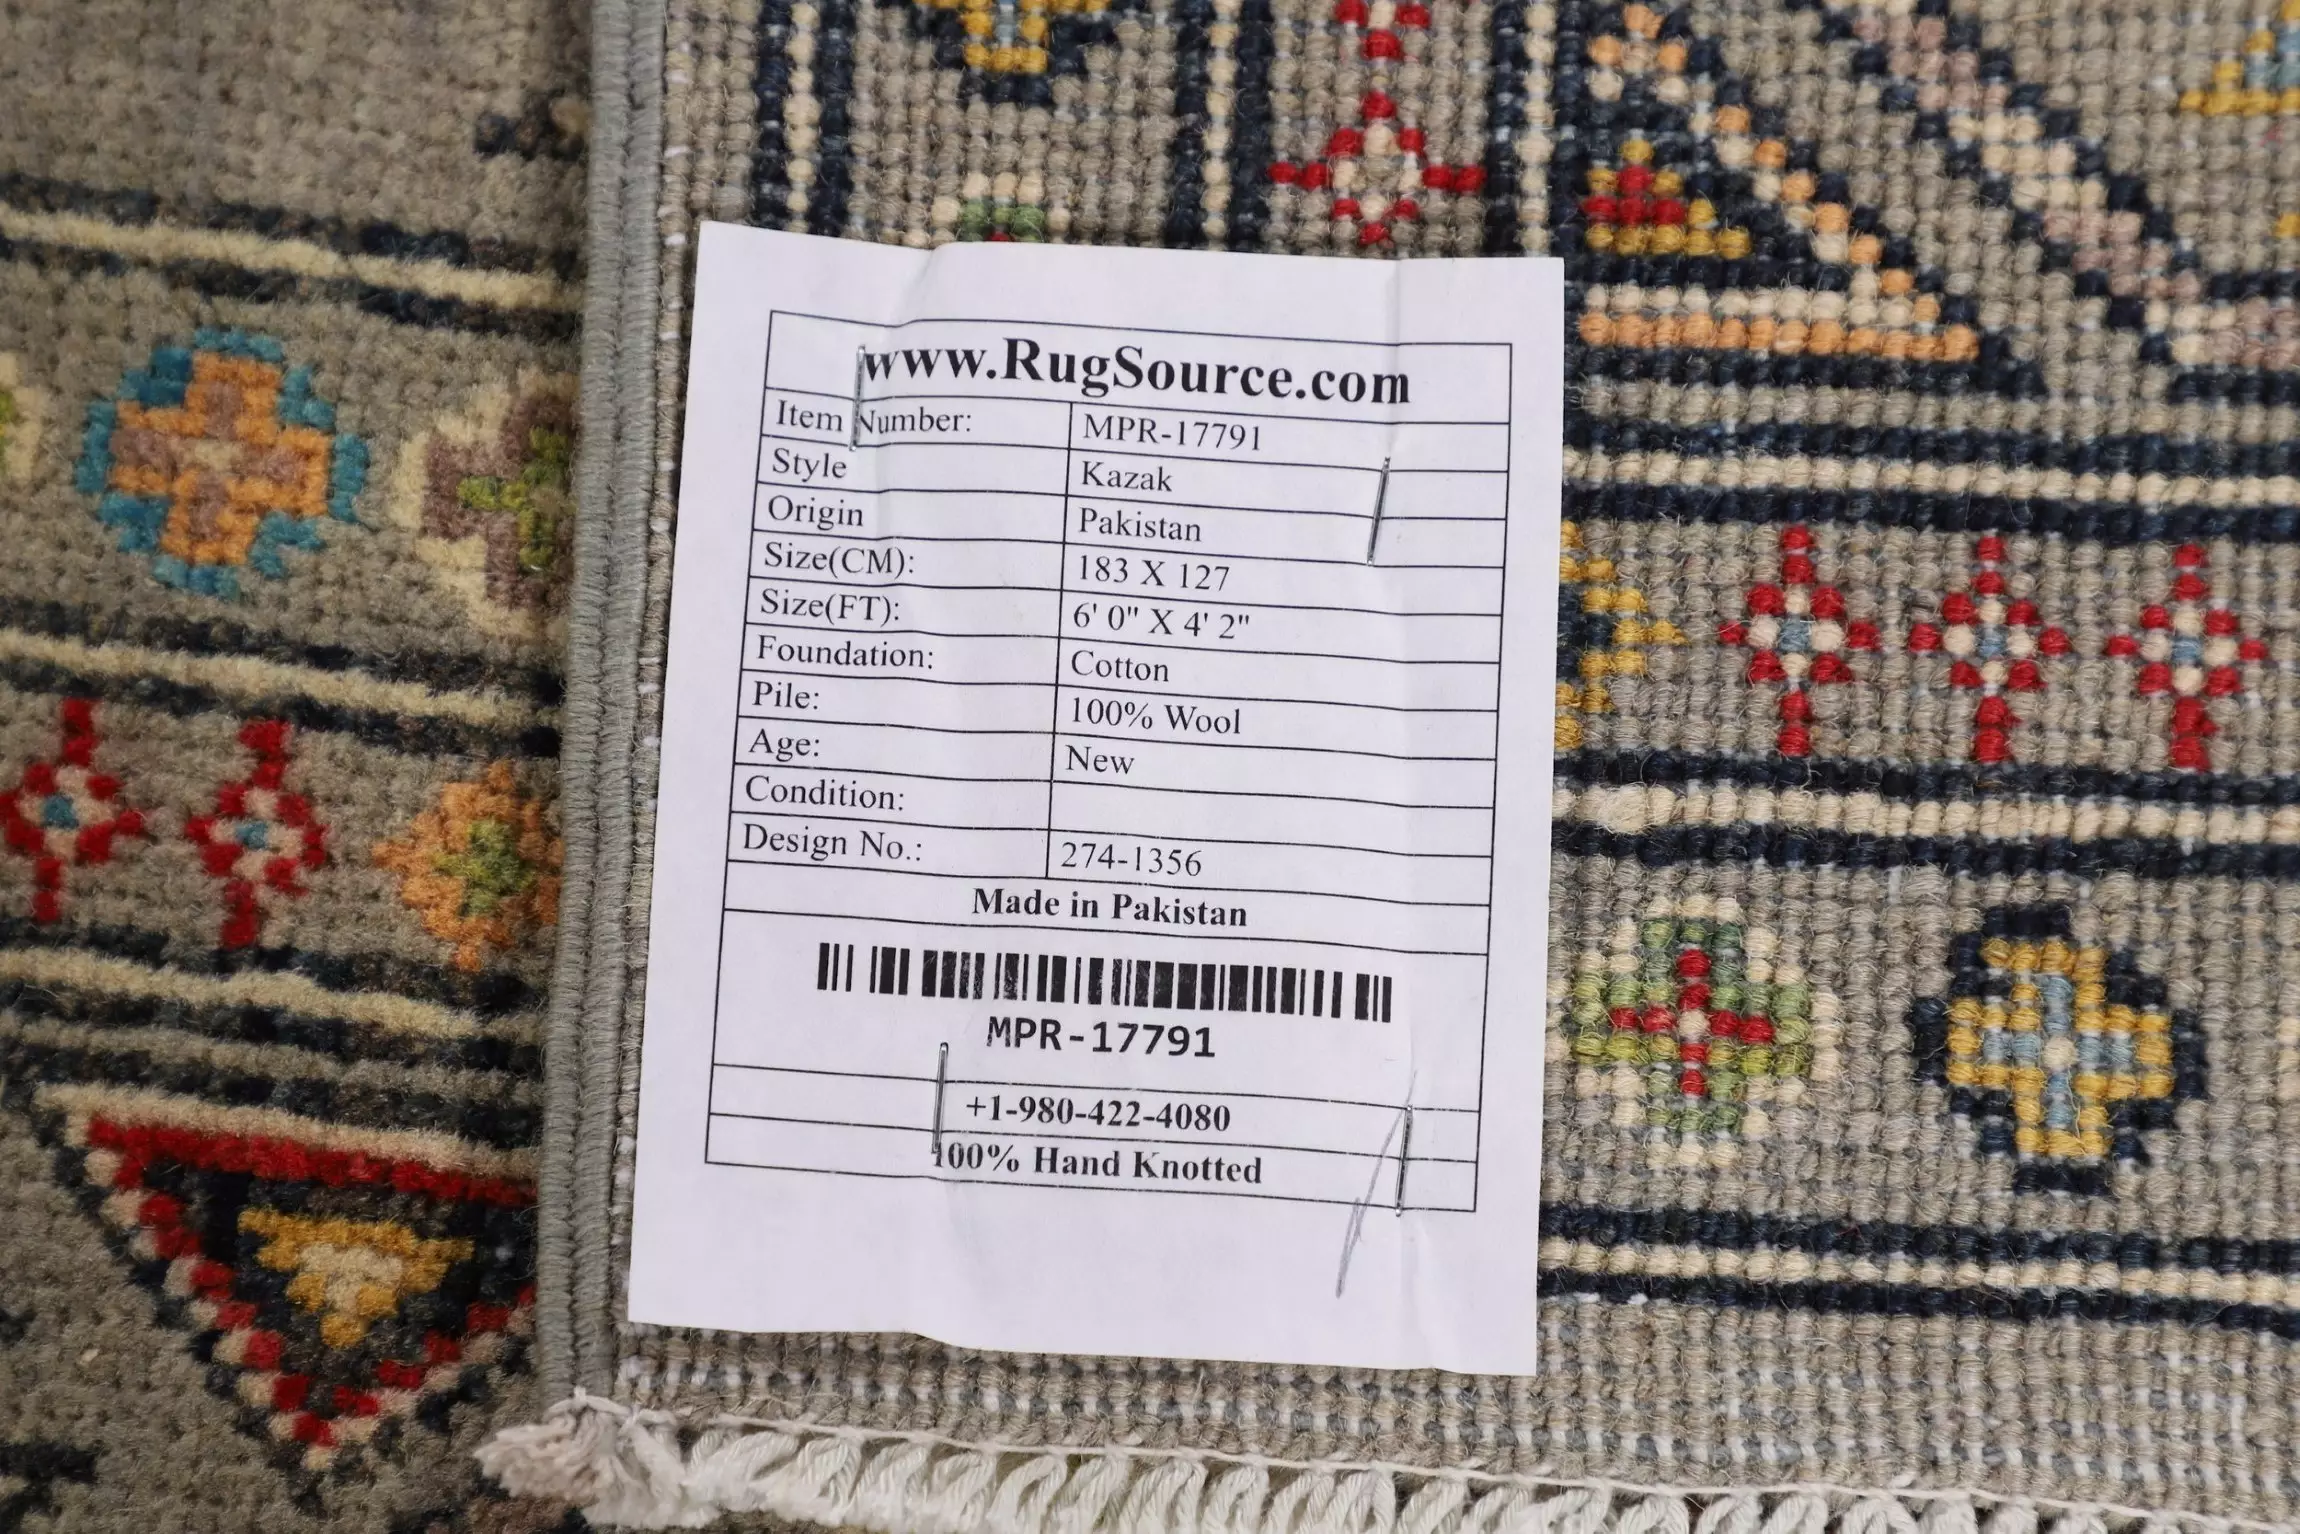 www.RugSource.com
Item Number: MPR-17791
Style Kazak
Origin Pakistan
Size(CM): 183 X 127
Size(FT): 6' 0" X 4' 2"
Foundation: Cotton
Pile: 100% Wool
Age: New
Condition:
Design No.: 274-1356
Made in Pakistan
MPR-17791
+1-980-422-4080
100% Hand Knotted